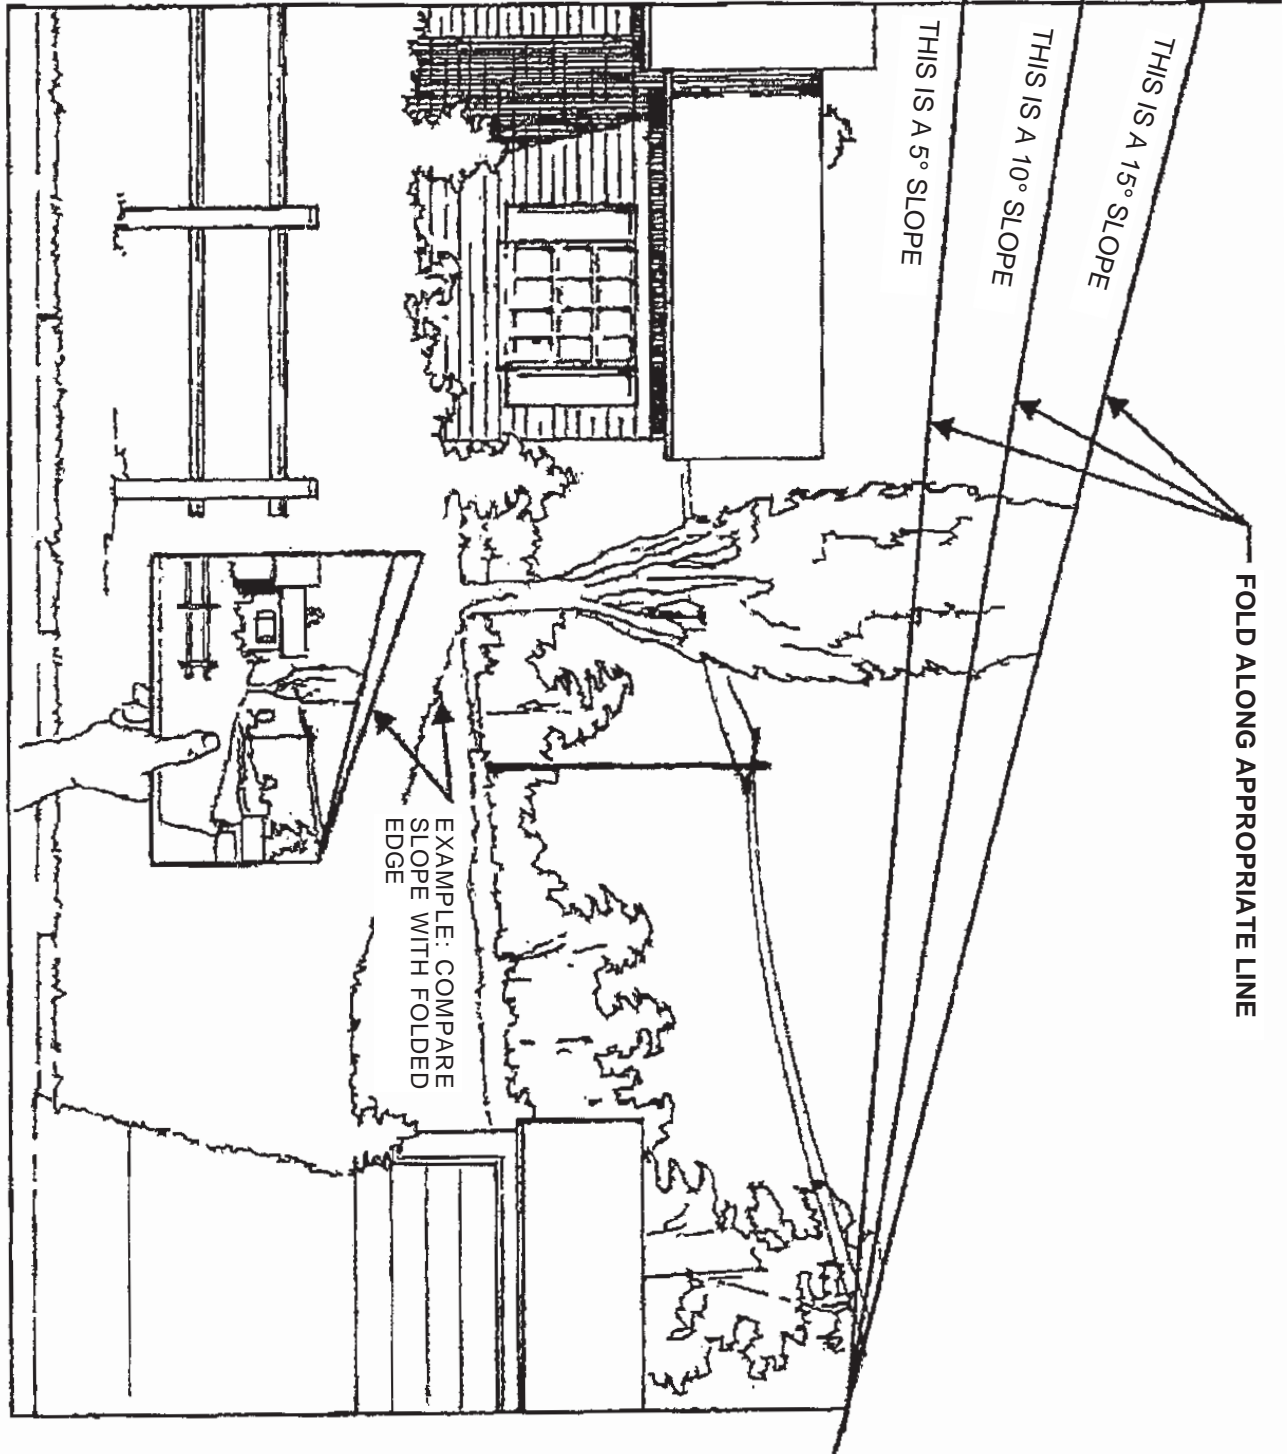 FOLD ALONG APPROPRIATE LINE
THIS IS A 15° SLOPE
THIS IS A 10° SLOPE
THIS IS A 5° SLOPE
EXAMPLE: COMPARE
SLOPE WITH FOLDED
EDGE